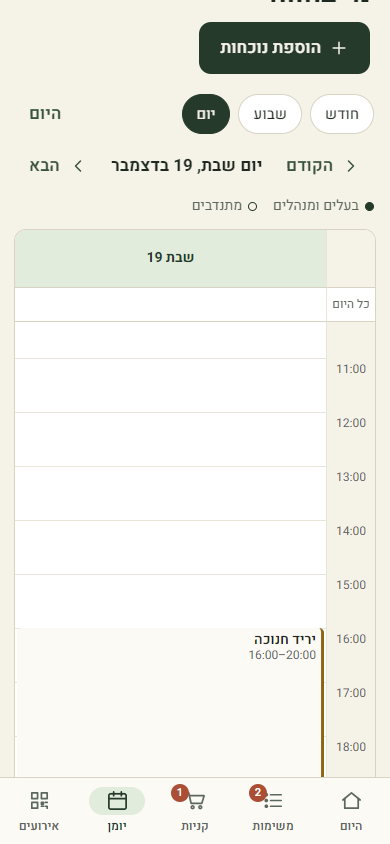 הוספת נוכחות
חודש
שבוע
יום
היום
הקודם
יום שבת, 19 בדצמבר
הבא
בעלים ומנהלים
מתנדבים
שבת 19
כל היום
11:00
12:00
13:00
14:00
15:00
16:00
יריד חנוכה
16:00–20:00
17:00
18:00
היום
2
משימות
1
קניות
יומן
אירועים